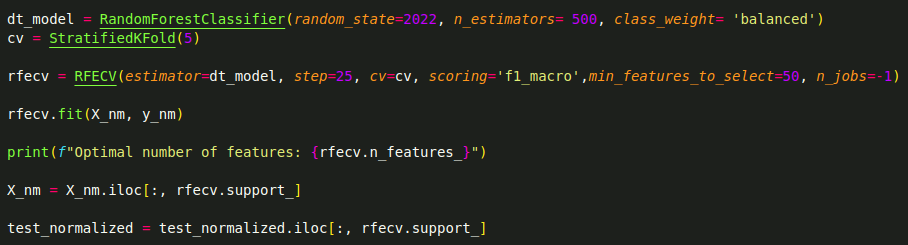 dt_model = RandomForestClassifier(random_state=2022, n_estimators= 500, class_weight= 'balanced')
cv = StratifiedKFold(5)
rfecv = RFECV(estimator=dt_model, step=25, cv=cv, scoring='f1_macro',min_features_to_select=50, n_jobs=-1)
rfecv.fit(X_nm, y_nm)
print(f"Optimal number of features: {rfecv.n_features_}")
X_nm = X_nm.iloc[:, rfecv.support_]
test_normalized = test_normalized.iloc[:, rfecv.support_]